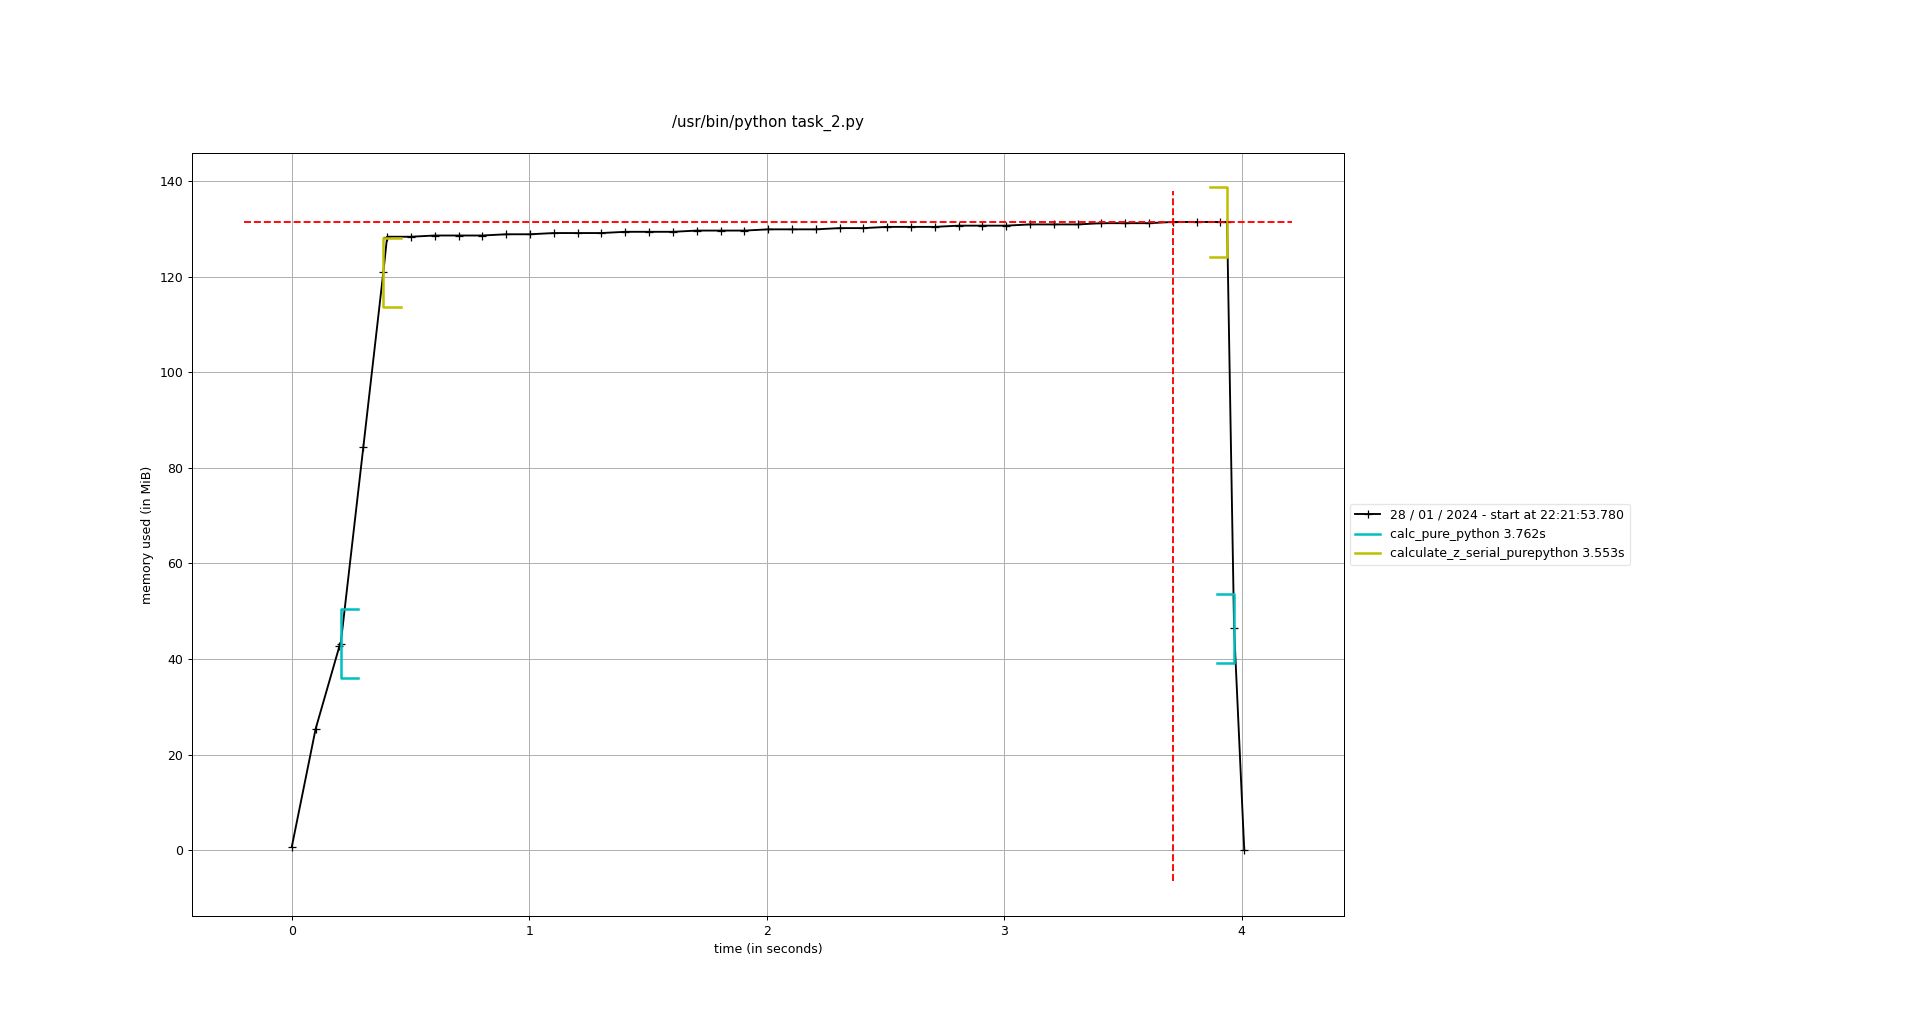 /usr/bin/python task_2.py
140
120
100
80
60
40
20
0
memory used (in MiB)
0 1 2 3 4
time (in seconds)
28 / 01 / 2024 - start at 22:21:53.780
calc_pure_python 3.762s
calculate_z_serial_purepython 3.553s